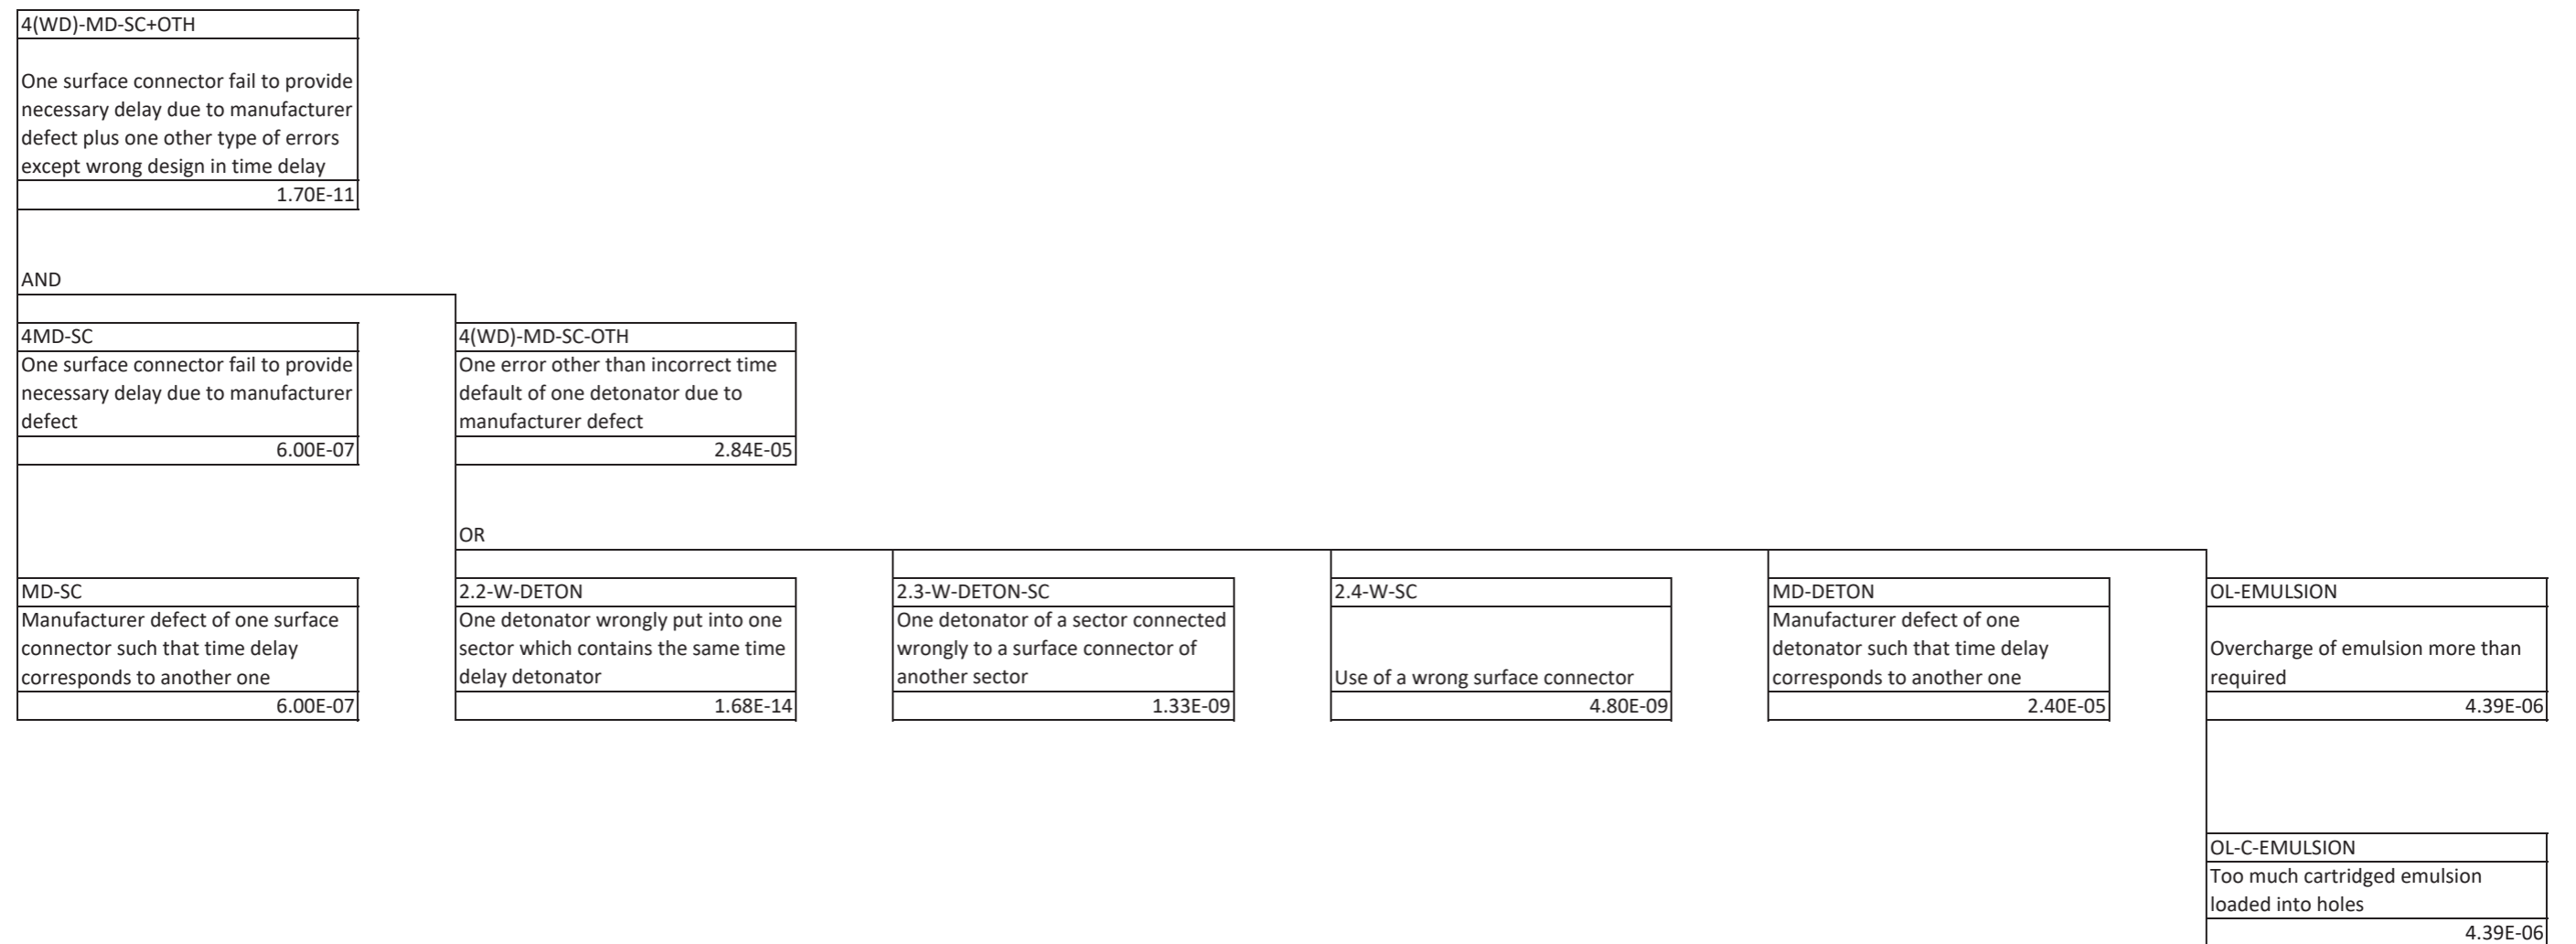 4(WD)-MD-SC+OTH
One surface connector fail to provide
necessary delay due to manufacturer
defect plus one other type of errors
except wrong design in time delay
1.70E-11
AND
4MD-SC
One surface connector fail to provide
necessary delay due to manufacturer
defect
6.00E-07
4(WD)-MD-SC-OTH
One error other than incorrect time
default of one detonator due to
manufacturer defect
2.84E-05
OR
MD-SC
Manufacturer defect of one surface
connector such that time delay
corresponds to another one
6.00E-07
2.2-W-DETON
One detonator wrongly put into one
sector which contains the same time
delay detonator
1.68E-14
2.3-W-DETON-SC
One detonator of a sector connected
wrongly to a surface connector of
another sector
1.33E-09
2.4-W-SC
Use of a wrong surface connector
4.80E-09
MD-DETON
Manufacturer defect of one
detonator such that time delay
corresponds to another one
2.40E-05
OL-EMULSION
Overcharge of emulsion more than
required
4.39E-06
OL-C-EMULSION
Too much cartridged emulsion
loaded into holes
4.39E-06